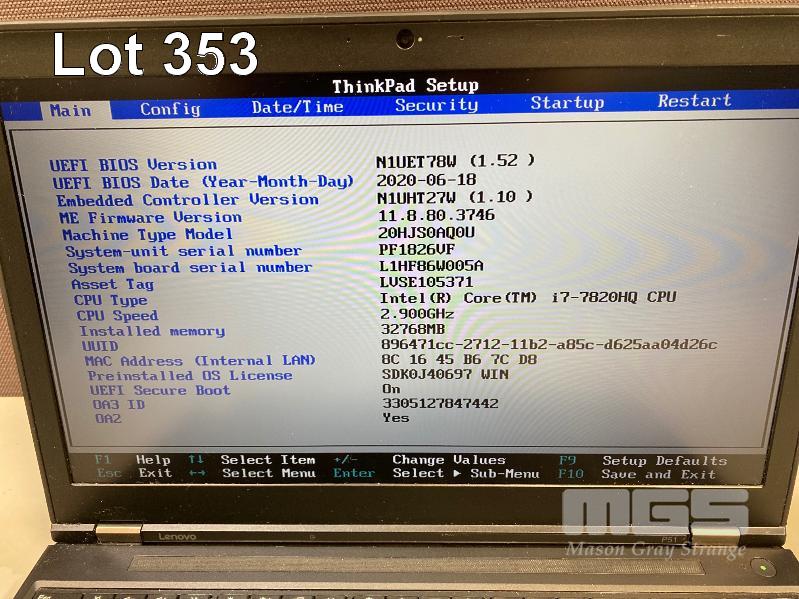 Lot 353
ThinkPad Setup
Main Config Date/Time Security Startup Restart
UEFI BIOS Version N1UET78W (1.52 )
UEFI BIOS Date (Year-Month-Day) 2020-06-18
Embedded Controller Version N1UHT27W (1.10 )
ME Firmware Version 11.8.80.3746
Machine Type Model 20HJS0AQ0U
System-unit serial number PF1826VF
System board serial number L1HF86W005A
Asset Tag LVSE105371
CPU Type Intel(R) Core(TM) i7-7820HQ CPU
CPU Speed 2.900GHz
Installed memory 32768MB
UUID 896471cc-2712-11b2-a85c-d625aa04d26c
MAC Address (Internal LAN) 8C 16 45 B6 7C D8
Preinstalled OS License SDK0J40697 WIN
UEFI Secure Boot On
OA3 ID 3305127847442
OA2 Yes
F1 Help ↑↓ Select Item +/- Change Values F9 Setup Defaults
Esc Exit ←→ Select Menu Enter Select ▶ Sub-Menu F10 Save and Exit
MGS
Lenovo P51
Mason Gray Strange